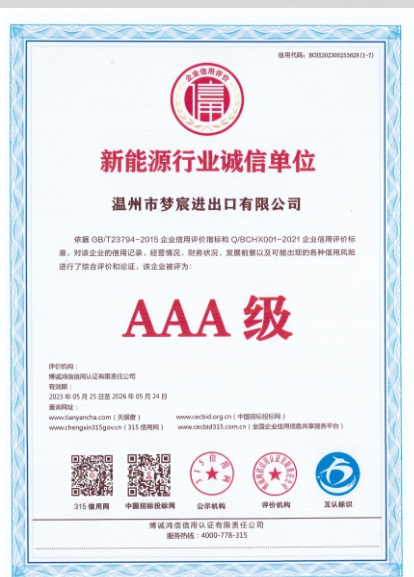 信用代码：BCHX202305253628(1-7)
企业信用评价
信
新能源行业诚信单位
温州市梦宸进出口有限公司
依据 GB/T23794-2015 企业信用评价指标和 Q/BCHX001-2021 企业信用评价标
准，对该企业的信用记录、经营情况、财务状况、发展前景以及可能出现的各种信用风险
进行了综合评价和论证，该企业被评为：
AAA 级
评价机构：
博诚鸿信信用认证有限责任公司
有效期：
2023 年 05 月 25 日至 2026 年 05 月 24 日
查询网址：
www.tianyancha.com（天眼查） www.cecbid.org.cn（中国招标投标网）
www.chengxin315gov.cn（315 信用网） www.cecbid315.com.cn（全国企业信用信息共享服务平台）
315信用网
315 信用网 中国招标投标网 公示机构 评价机构 互认标识
博诚鸿信信用认证有限责任公司
服务热线：4000-778-315